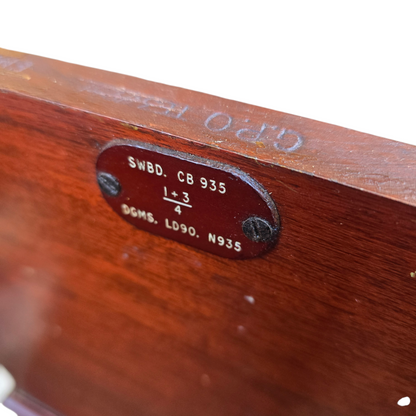 G.P.O
SWBD. CB 935
1+3
4
DGMS. LD90. N935